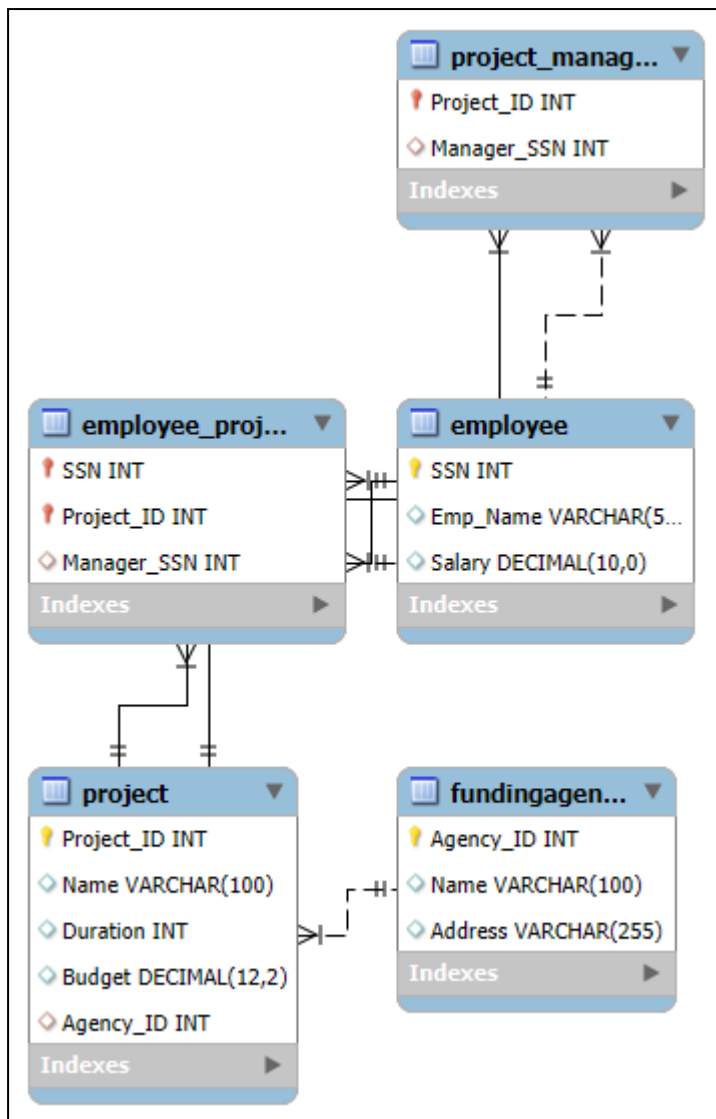 project_manag...
Project_ID INT
Manager_SSN INT
Indexes
employee_proj...
SSN INT
Project_ID INT
Manager_SSN INT
Indexes
employee
SSN INT
Emp_Name VARCHAR(5...
Salary DECIMAL(10,0)
Indexes
project
Project_ID INT
Name VARCHAR(100)
Duration INT
Budget DECIMAL(12,2)
Agency_ID INT
Indexes
fundingagen...
Agency_ID INT
Name VARCHAR(100)
Address VARCHAR(255)
Indexes